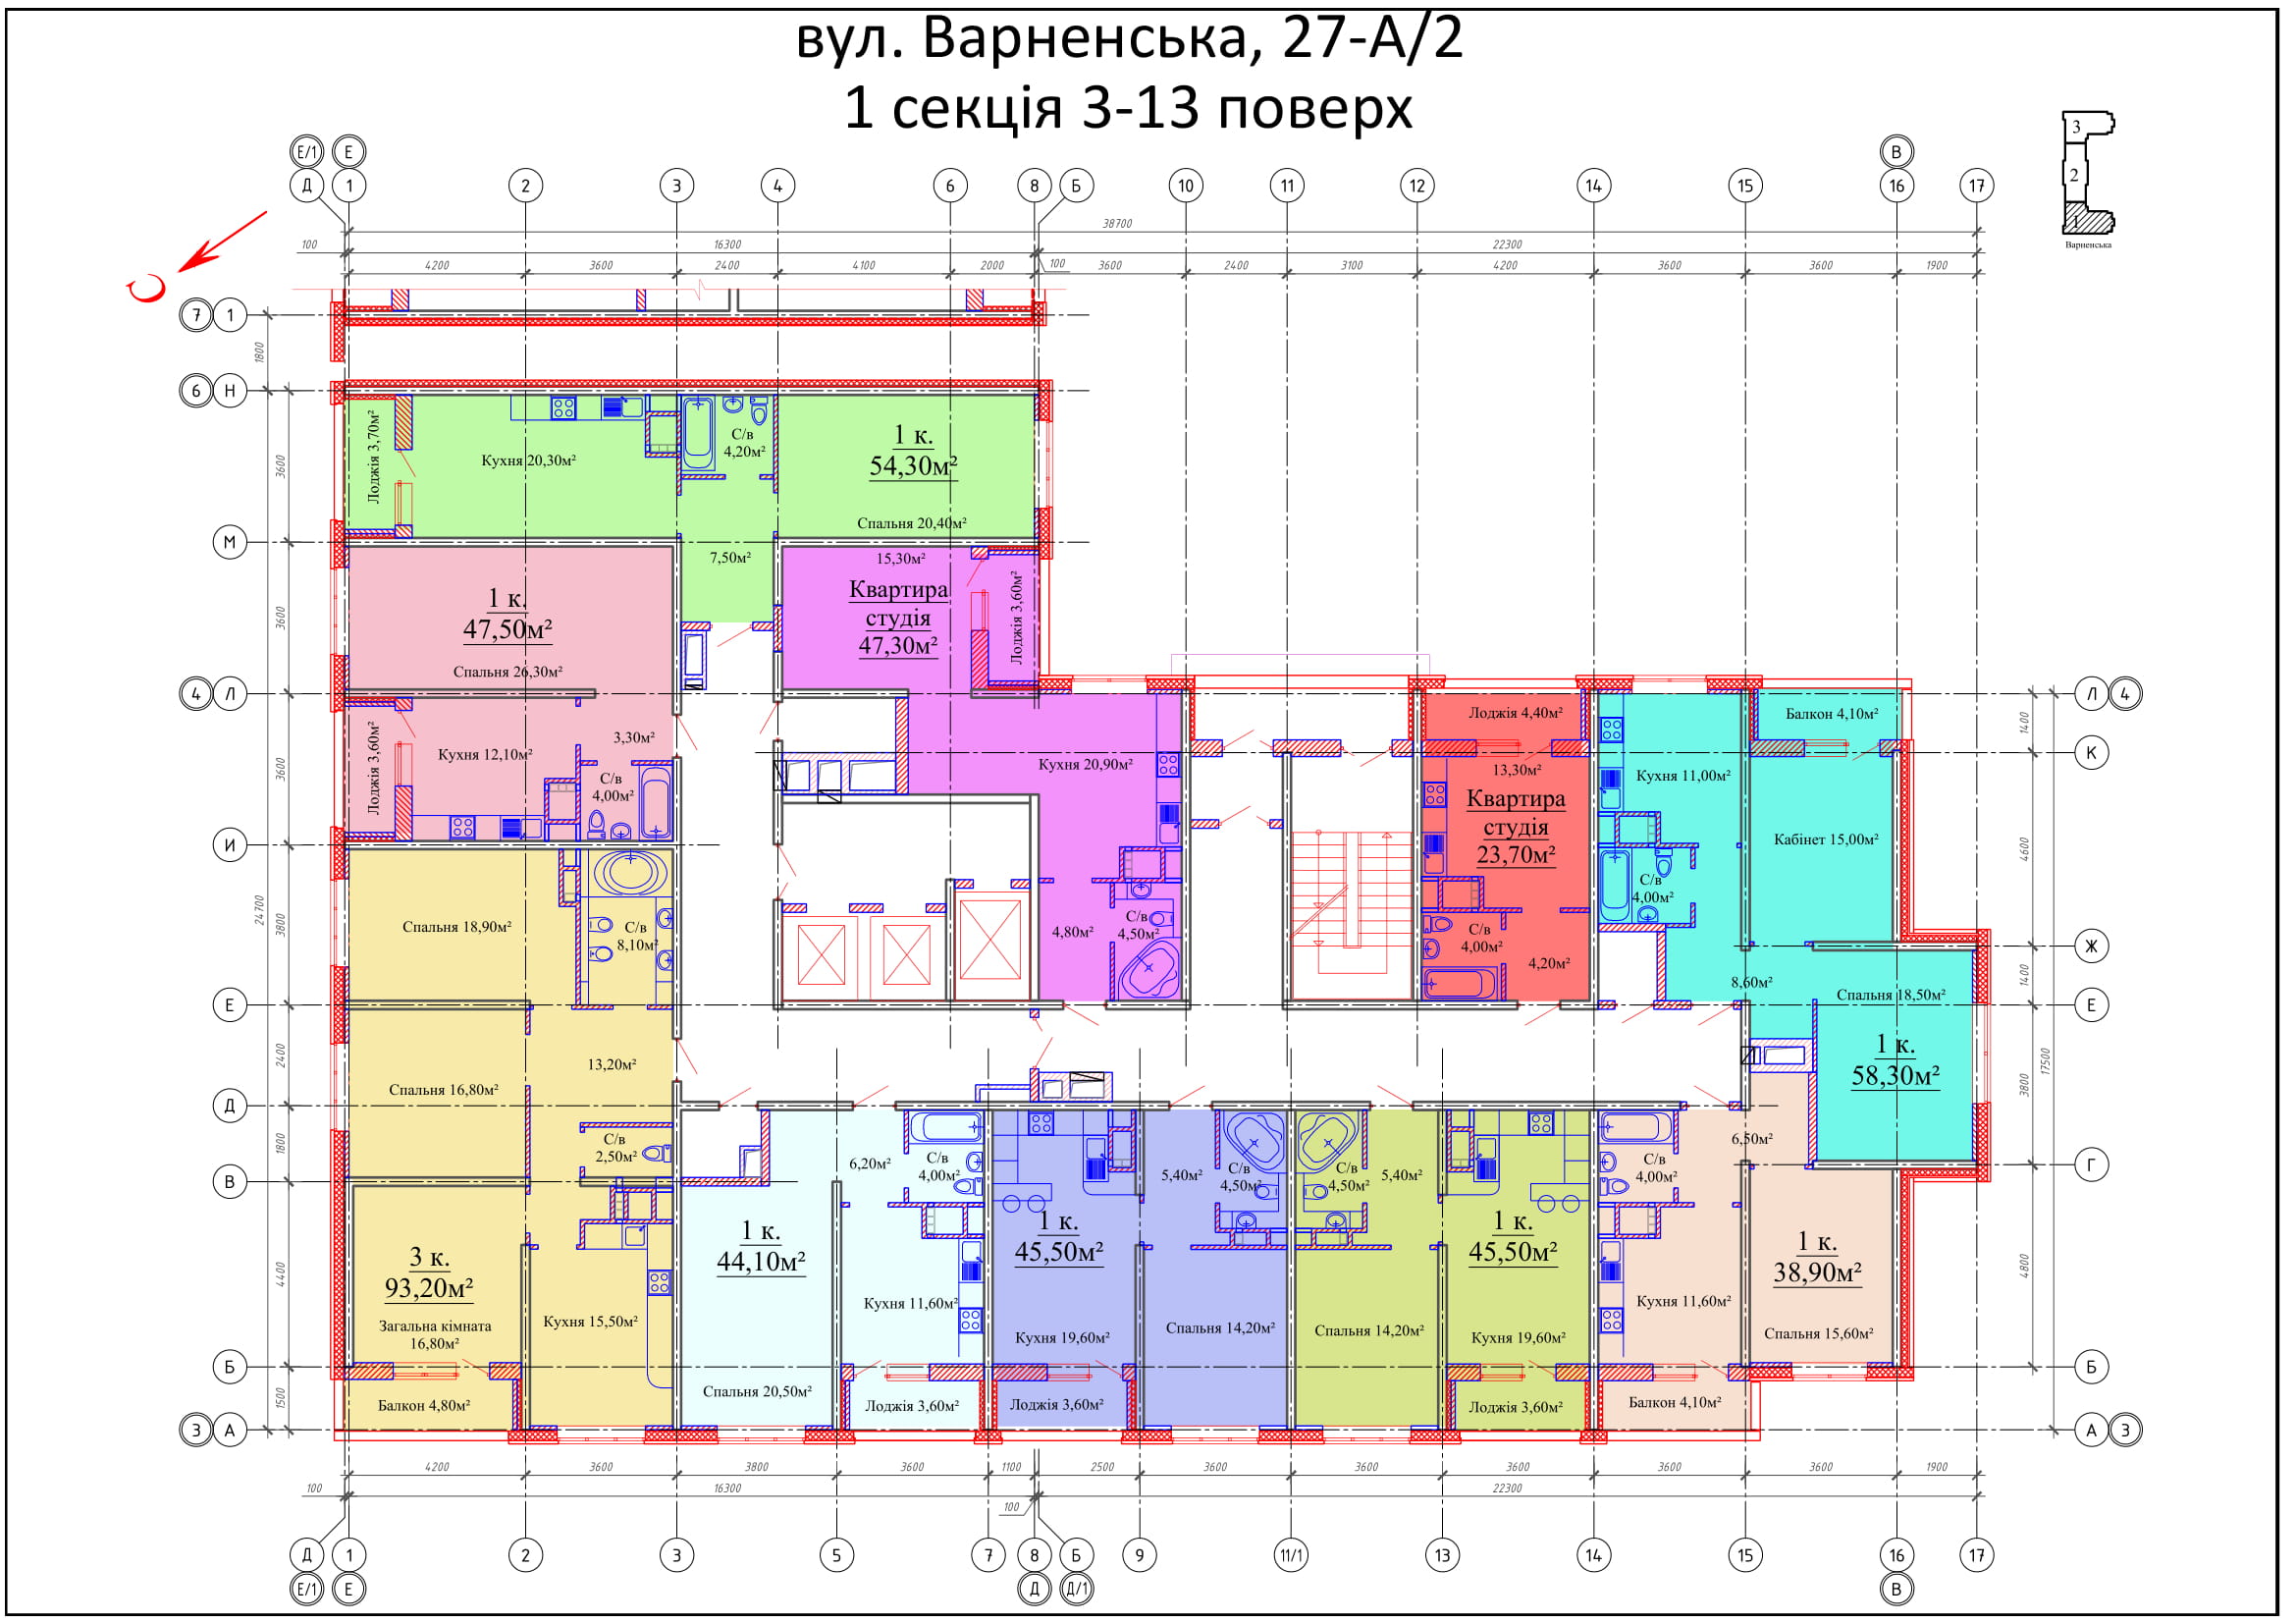 вул. Варненська, 27-А/2
1 секція 3-13 поверх
3
2
1
Варненська
С
Е/1 Е В
Д 1 2 3 4 6 8 Б 10 11 12 14 15 16 17
38700
100 16300 22300
4200 3600 2400 4100 2000 100 3600 2400 3100 4200 3600 3600 1900
7 1
1800
6 Н
3600
М
3600
4 Л
3600
И
3800
24700
Е
2400
Д
1800
В
4400
Б
1500
3 А
Л 4
1400
К
4600
Ж
1400
Е
3800
17500
Г
4800
Б
А 3
Лоджія 3,70м²
Кухня 20,30м²
С/в
4,20м²
1 к.
54,30м²
Спальня 20,40м²
7,50м²
1 к.
47,50м²
Спальня 26,30м²
Лоджія 3,60м²
Кухня 12,10м²
3,30м²
С/в
4,00м²
15,30м²
Квартира
студія
47,30м²
Лоджія 3,60м²
Кухня 20,90м²
4,80м²
С/в
4,50м²
Лоджія 4,40м²
13,30м²
Квартира
студія
23,70м²
С/в
4,00м²
4,20м²
Балкон 4,10м²
Кухня 11,00м²
Кабінет 15,00м²
С/в
4,00м²
8,60м²
Спальня 18,50м²
1 к.
58,30м²
Спальня 18,90м²
С/в
8,10м²
Спальня 16,80м²
13,20м²
С/в
2,50м²
3 к.
93,20м²
Загальна кімната
16,80м²
Кухня 15,50м²
Балкон 4,80м²
6,20м²
С/в
4,00м²
1 к.
44,10м²
Кухня 11,60м²
Спальня 20,50м²
Лоджія 3,60м²
5,40м²
С/в
4,50м²
1 к.
45,50м²
Кухня 19,60м²
Спальня 14,20м²
Лоджія 3,60м²
С/в
4,50м²
5,40м²
1 к.
45,50м²
Спальня 14,20м²
Кухня 19,60м²
Лоджія 3,60м²
С/в
4,00м²
6,50м²
1 к.
38,90м²
Кухня 11,60м²
Спальня 15,60м²
Балкон 4,10м²
4200 3600 3800 3600 1100 2500 3600 3600 3600 3600 3600 1900
100 16300 100 22300
Д 1 2 3 5 7 8 Б 9 11/1 13 14 15 16 17
Е/1 Е Д Д/1 В